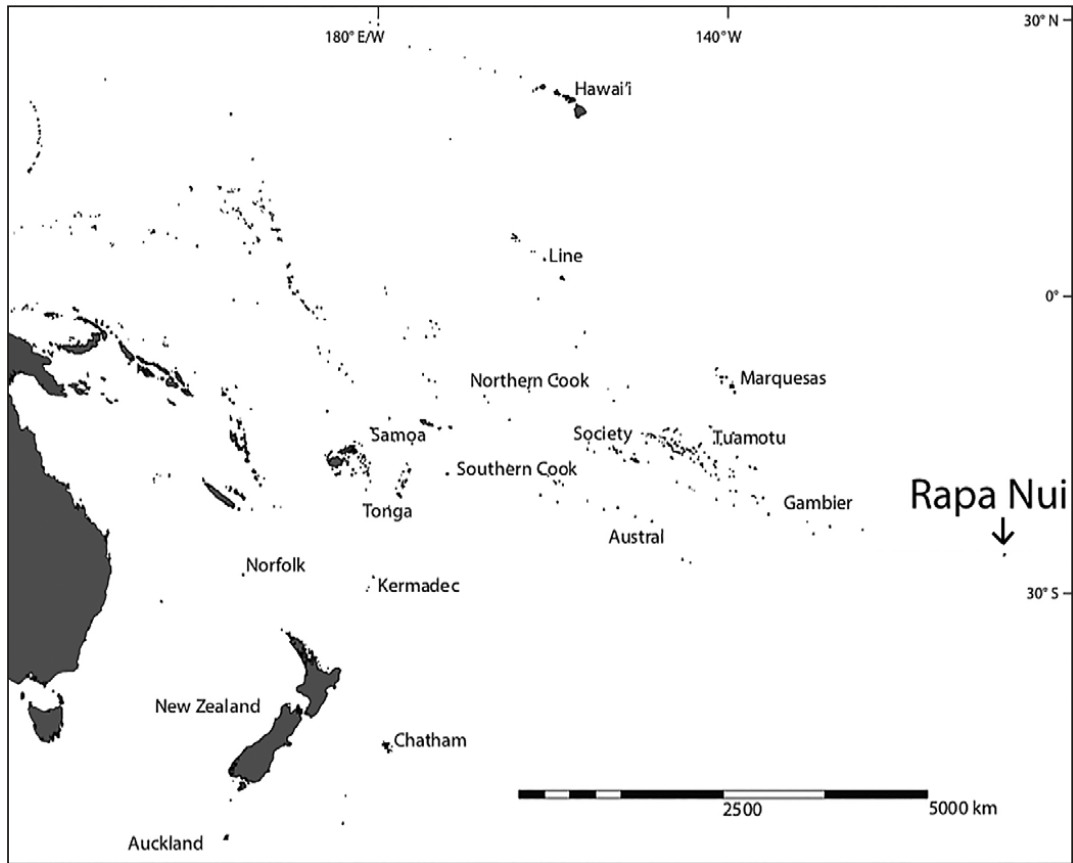 30° N
180° E/W
140° W
Hawai'i
Line
0°
Northern Cook
Marquesas
Samoa
Society
Tuamotu
Southern Cook
Gambier
Rapa Nui
Tonga
Austral
Norfolk
Kermadec
30° S
New Zealand
Chatham
2500
5000 km
Auckland